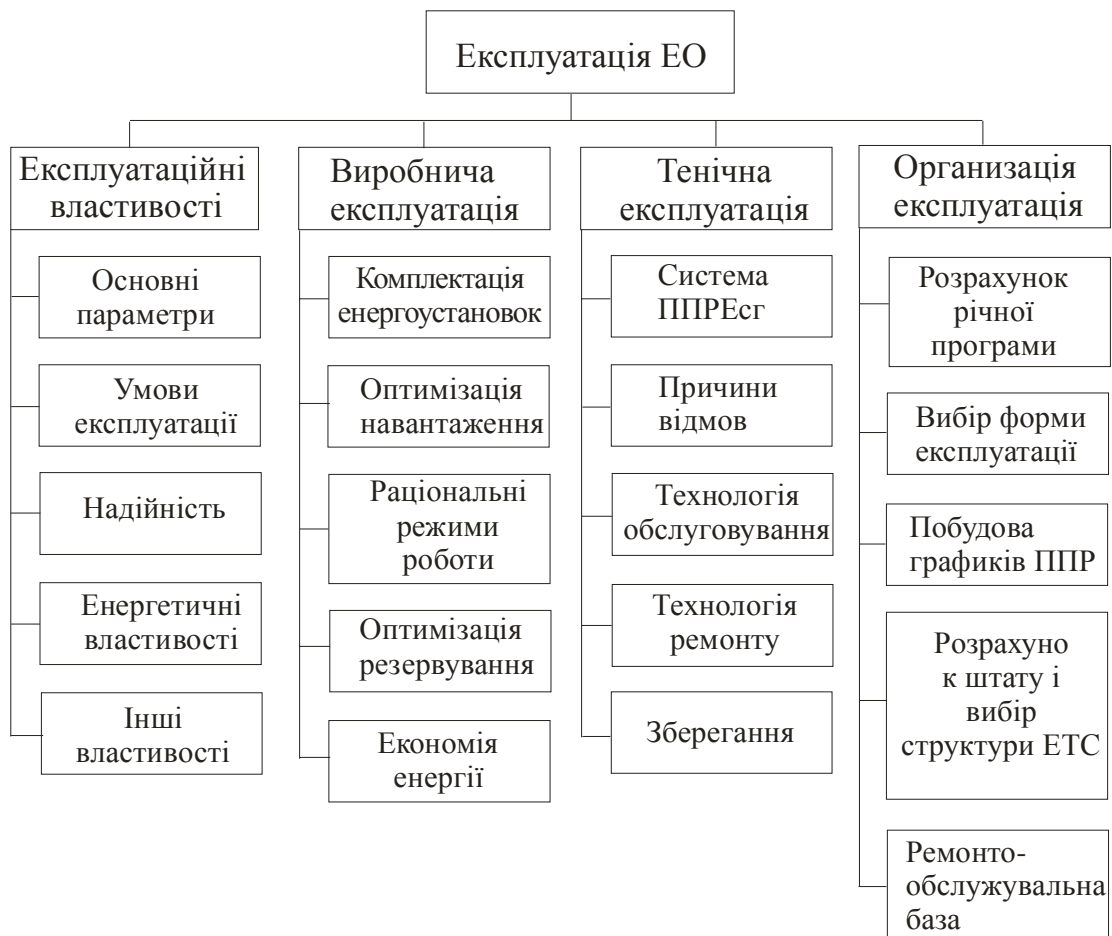 Експлуатація ЕО
Експлуатаційні
властивості
Основні
параметри
Умови
експлуатації
Надійність
Енергетичні
властивості
Інші
властивості
Виробнича
експлуатація
Комплектація
енергоустановок
Оптимізація
навантаження
Раціональні
режими
роботи
Оптимізація
резервування
Економія
енергії
Тенічна
експлуатація
Система
ППРЕсг
Причини
відмов
Технологія
обслуговування
Технологія
ремонту
Зберегання
Организація
експлуатація
Розрахунок
річної
програми
Вибір форми
експлуатації
Побудова
графиків ППР
Розрахуно
к штату і
вибір
структури ЕТС
Ремонто-
обслужувальна
база